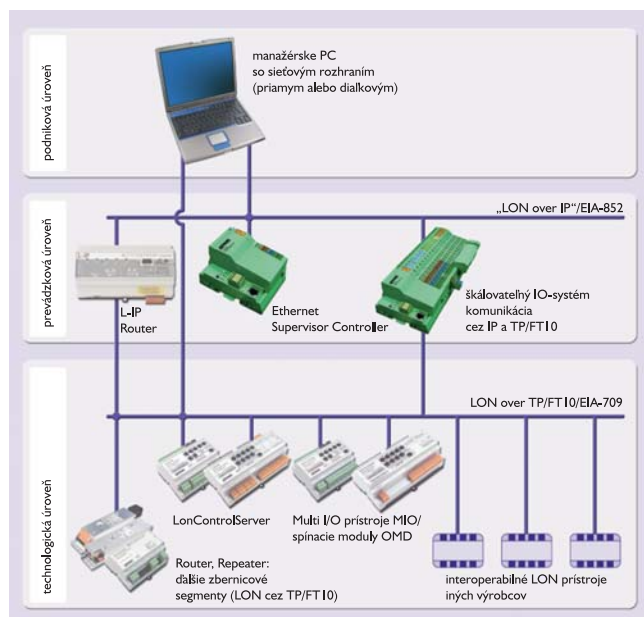 podniková úroveň
manažérske PC
so sieťovým rozhraním
(priamym alebo diaľkovým)
prevádzková úroveň
„LON over IP“/EIA-852
L-IP
Router
Ethernet
Supervisor Controller
škálovateľný IO-systém
komunikácia
cez IP a TP/FT10
technologická úroveň
LON over TP/FT10/EIA-709
LonControlServer
Multi I/O prístroje MIO/
spínacie moduly OMD
Router, Repeater:
ďalšie zbernicové
segmenty (LON cez TP/FT10)
interoperabilné LON prístroje
iných výrobcov